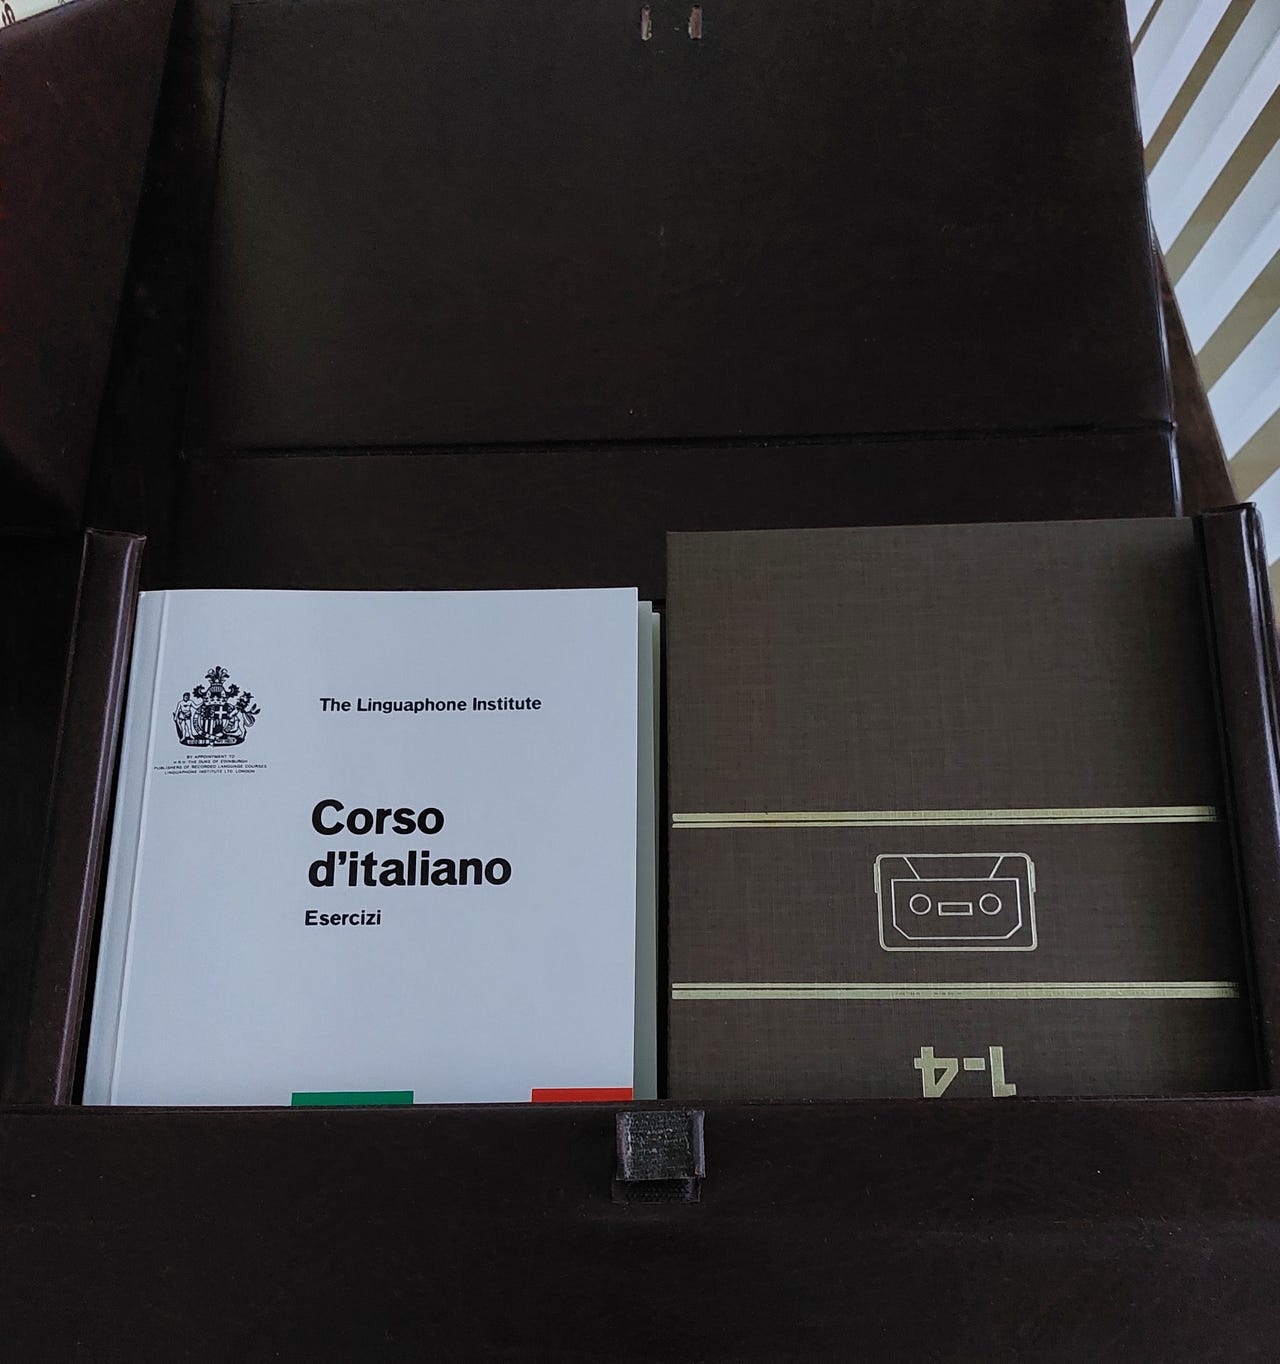 The Linguaphone Institute
BY APPOINTMENT TO
H.R.H. THE DUKE OF EDINBURGH
PUBLISHERS OF RECORDED LANGUAGE COURSES
LINGUAPHONE INSTITUTE LTD. LONDON
Corso
d'italiano
Esercizi
1-4